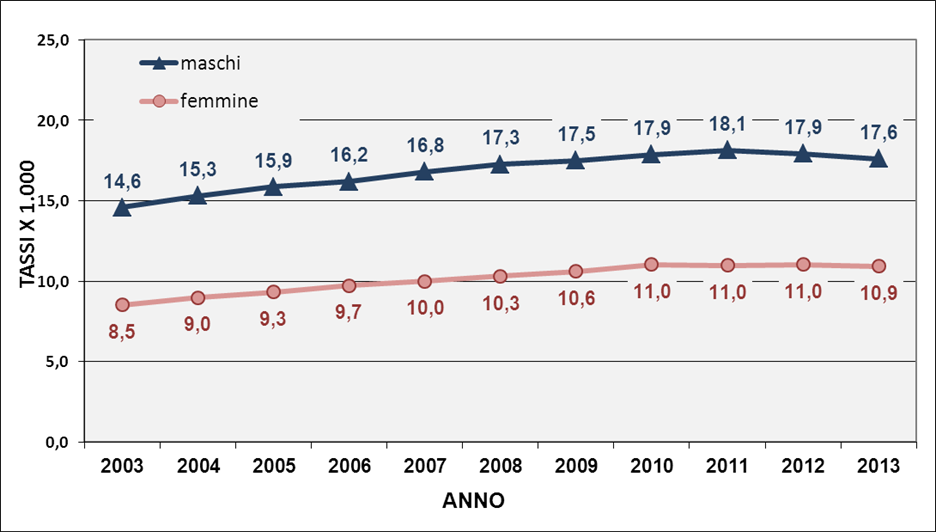 25,0
20,0
15,0
10,0
5,0
0,0
TASSI X 1.000
maschi
femmine
14,6 15,3 15,9 16,2 16,8 17,3 17,5 17,9 18,1 17,9 17,6
8,5 9,0 9,3 9,7 10,0 10,3 10,6 11,0 11,0 11,0 10,9
2003 2004 2005 2006 2007 2008 2009 2010 2011 2012 2013
ANNO